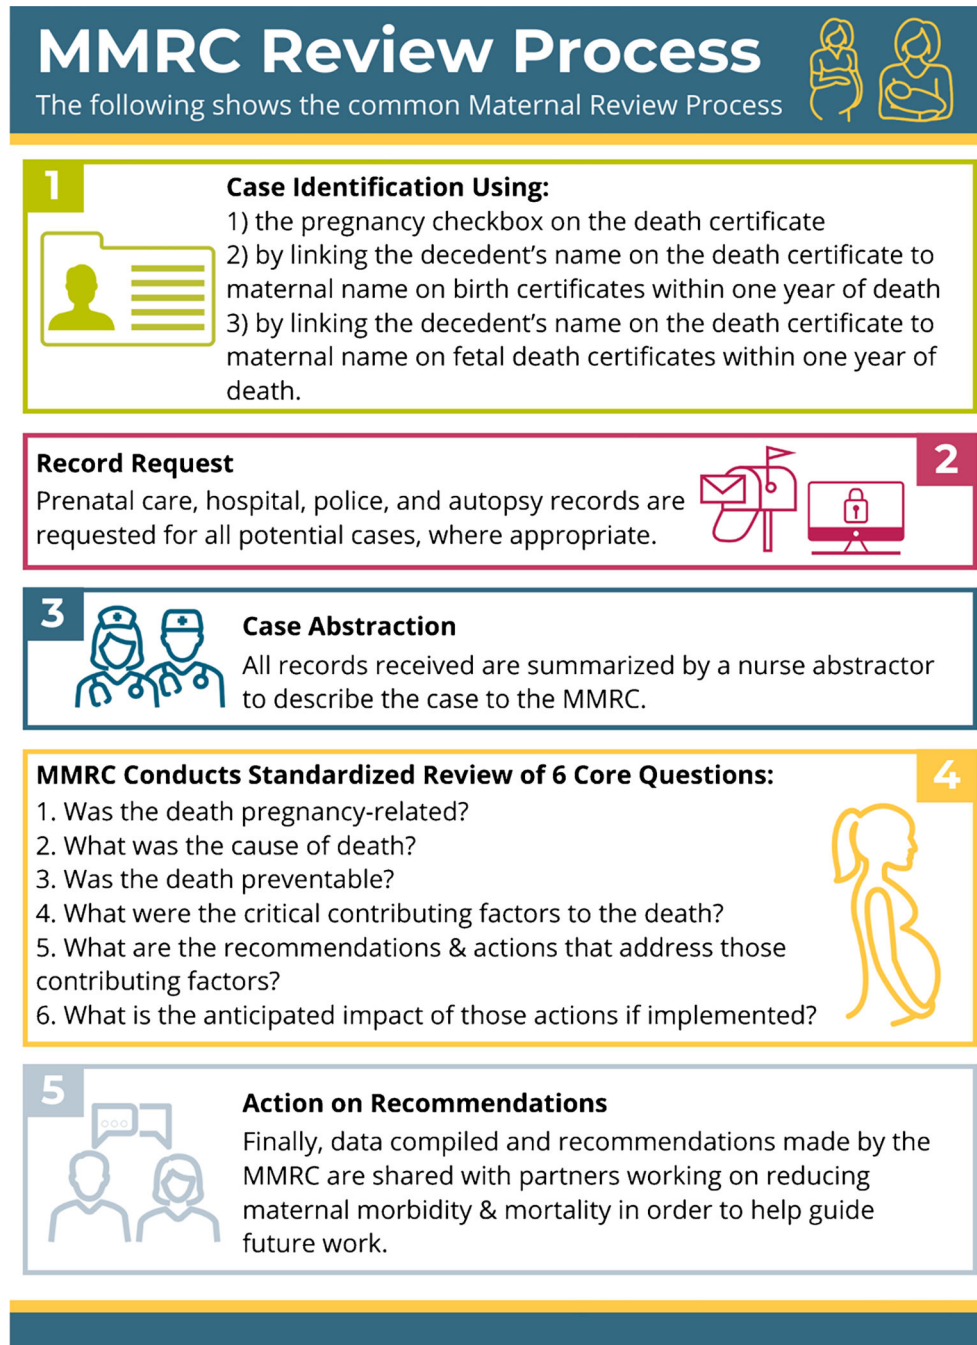 MMRC Review Process
The following shows the common Maternal Review Process
1
Case Identification Using:
1) the pregnancy checkbox on the death certificate
2) by linking the decedent's name on the death certificate to
maternal name on birth certificates within one year of death
3) by linking the decedent's name on the death certificate to
maternal name on fetal death certificates within one year of
death.
2
Record Request
Prenatal care, hospital, police, and autopsy records are
requested for all potential cases, where appropriate.
3
Case Abstraction
All records received are summarized by a nurse abstractor
to describe the case to the MMRC.
4
MMRC Conducts Standardized Review of 6 Core Questions:
1. Was the death pregnancy-related?
2. What was the cause of death?
3. Was the death preventable?
4. What were the critical contributing factors to the death?
5. What are the recommendations & actions that address those
contributing factors?
6. What is the anticipated impact of those actions if implemented?
5
Action on Recommendations
Finally, data compiled and recommendations made by the
MMRC are shared with partners working on reducing
maternal morbidity & mortality in order to help guide
future work.